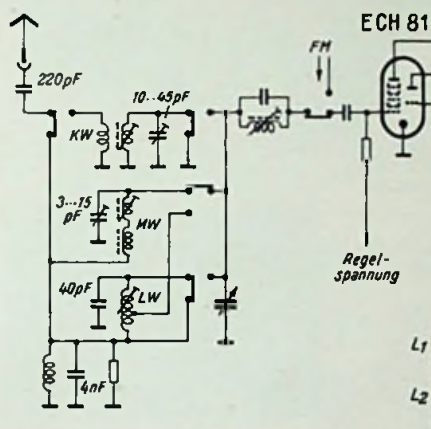 ECH 81
FM
220pF
10...45pF
KW
3...15
pF
MW
40pF
LW
Regel-
spannung
4nF
L1
L2